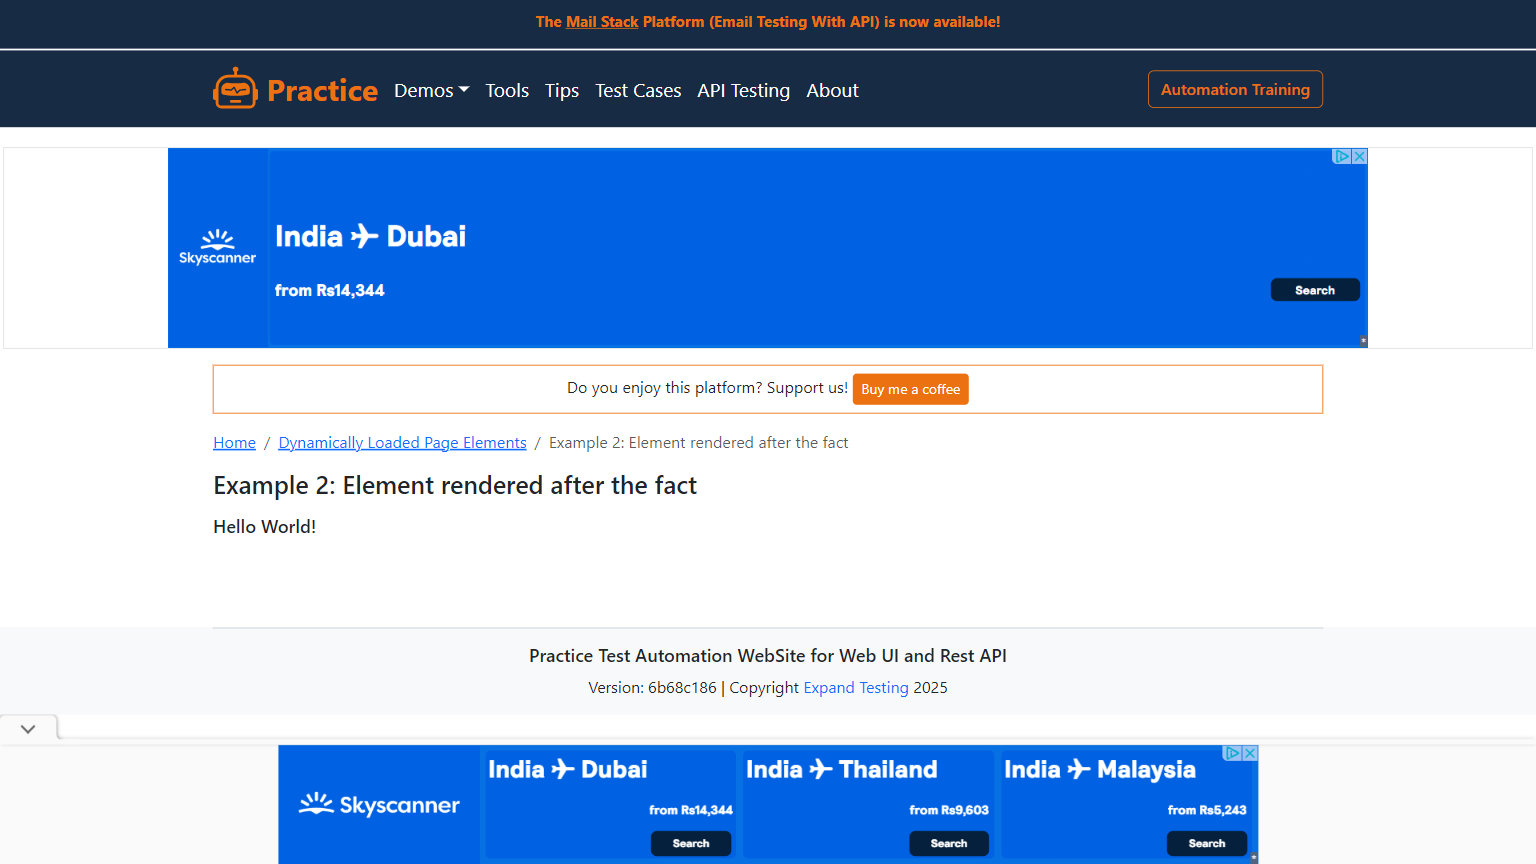 The Mail Stack Platform (Email Testing With API) is now available!
Practice Demos Tools Tips Test Cases API Testing About Automation Training
Skyscanner
India Dubai
from Rs14,344
Search
Do you enjoy this platform? Support us! Buy me a coffee
Home / Dynamically Loaded Page Elements / Example 2: Element rendered after the fact
Example 2: Element rendered after the fact
Hello World!
Practice Test Automation WebSite for Web UI and Rest API
Version: 6b68c186 | Copyright Expand Testing 2025
Skyscanner
India Dubai
from Rs14,344
Search
India Thailand
from Rs9,603
Search
India Malaysia
from Rs5,243
Search